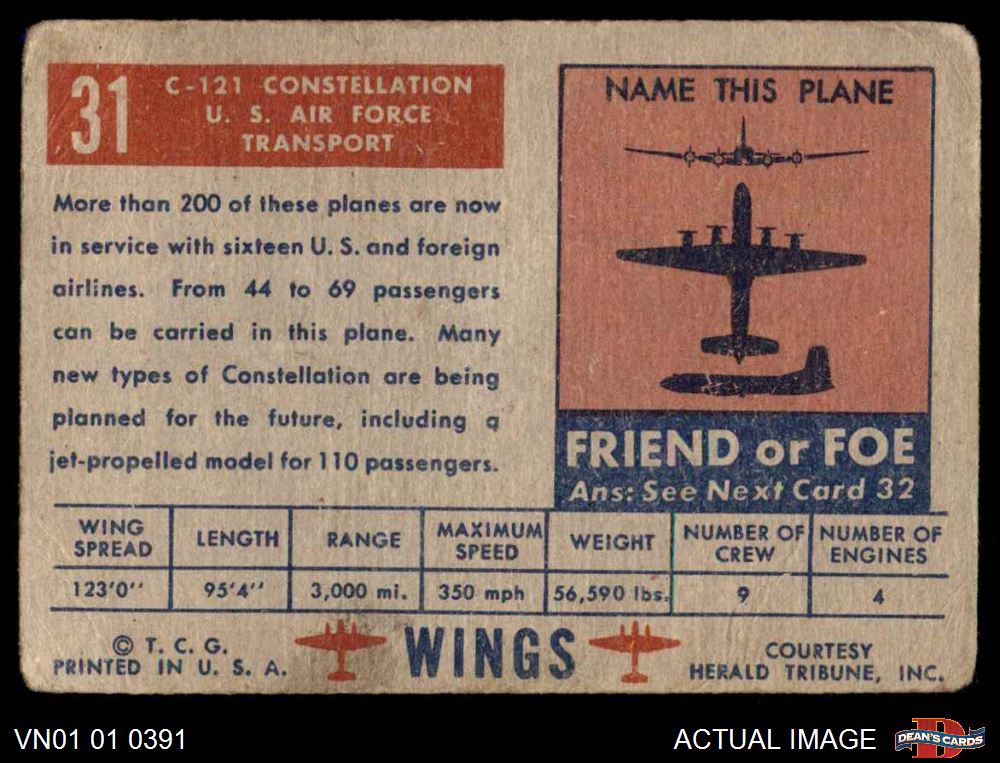 31
C-121 CONSTELLATION
U. S. AIR FORCE
TRANSPORT
More than 200 of these planes are now
in service with sixteen U. S. and foreign
airlines. From 44 to 69 passengers
can be carried in this plane. Many
new types of Constellation are being
planned for the future, including a
jet-propelled model for 110 passengers.
NAME THIS PLANE
FRIEND or FOE
Ans: See Next Card 32
WING SPREAD
LENGTH
RANGE
MAXIMUM SPEED
WEIGHT
NUMBER OF CREW
NUMBER OF ENGINES
123'0''
95'4''
3,000 mi.
350 mph
56,590 lbs.
9
4
© T. C. G.
PRINTED IN U. S. A.
WINGS
COURTESY
HERALD TRIBUNE, INC.
VN01 01 0391
ACTUAL IMAGE
DEAN'S CARDS